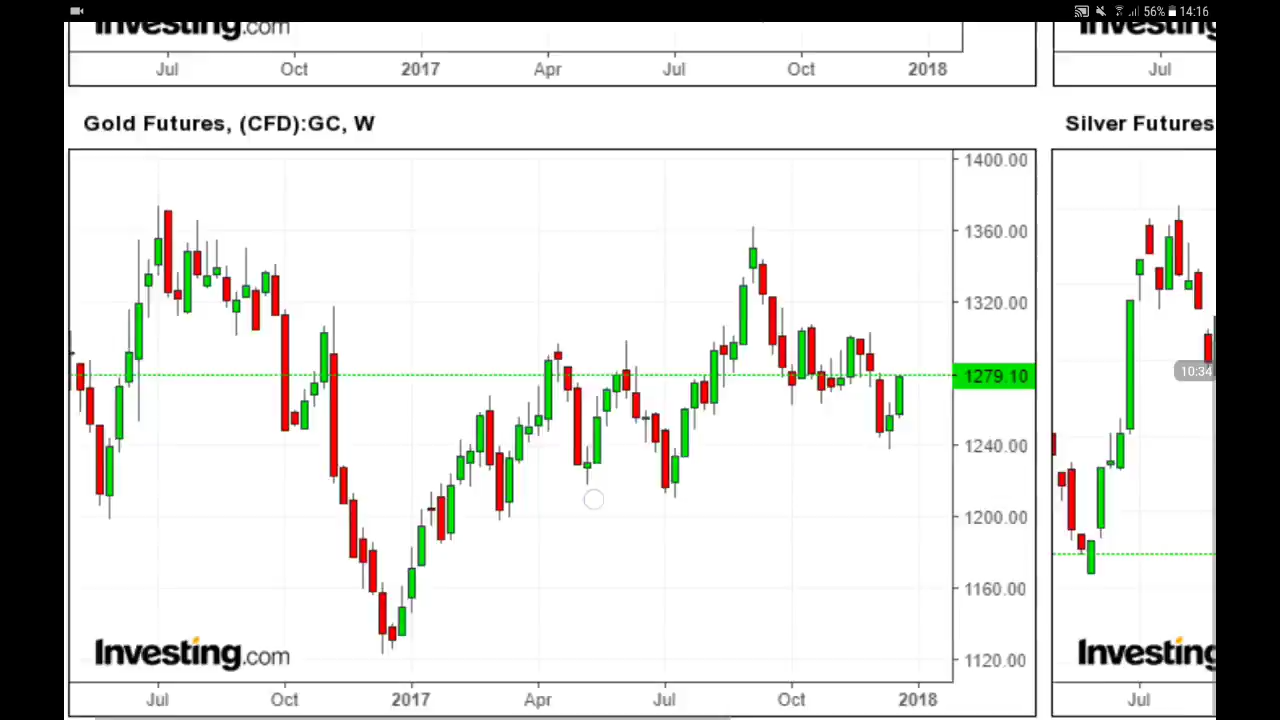 56% 14:16
Investing.com
Investing
Jul Oct 2017 Apr Jul Oct 2018
Jul
Gold Futures, (CFD):GC, W
Silver Futures
1400.00
1360.00
1320.00
1279.10
10:34
1240.00
1200.00
1160.00
1120.00
Investing.com
Investing
Jul Oct 2017 Apr Jul Oct 2018
Jul